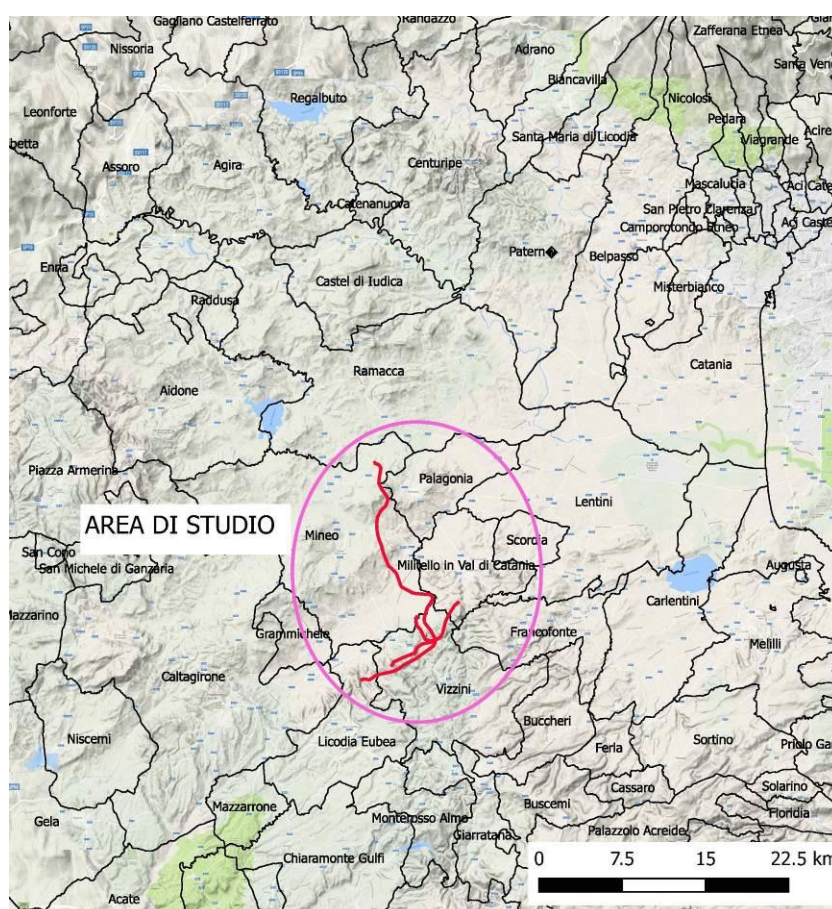 Gagliano Castelferrato
Randazzo
Nissoria
Zafferana Etnea
Adrano
Biancavilla
Regalbuto
Nicolosi
Leonforte
Pedara
Santa Maria di Licodia
Viagrande
Assoro
Agira
Centuripe
Mascalucia
Catenanuova
San Pietro Clarenza
Camporotondo Etneo
Patern�
Belpasso
Enna
Castel di Iudica
Misterbianco
Raddusa
Ramacca
Catania
Aidone
Piazza Armerina
Palagonia
Lentini
AREA DI STUDIO
Mineo
Scordia
San Cono
Militello in Val di Catania
San Michele di Ganzaria
Augusta
Carlentini
Mazzarino
Grammichele
Francofonte
Melilli
Caltagirone
Vizzini
Buccheri
Niscemi
Licodia Eubea
Ferla
Sortino
Cassaro
Solarino
Mazzarrone
Buscemi
Floridia
Gela
Monterosso Almo
Giarratana
Palazzolo Acreide
Chiaramonte Gulfi
Acate
0 7.5 15 22.5 km